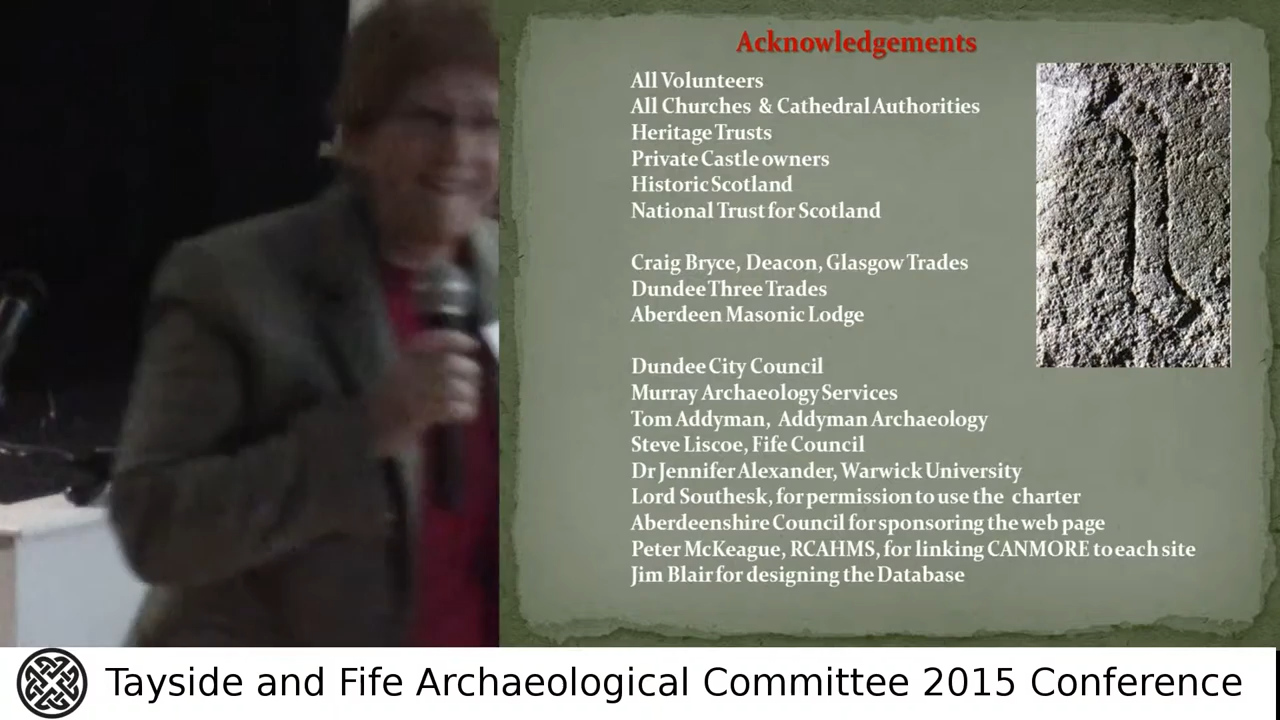 Acknowledgements
All Volunteers
All Churches & Cathedral Authorities
Heritage Trusts
Private Castle owners
Historic Scotland
National Trust for Scotland
Craig Bryce, Deacon, Glasgow Trades
Dundee Three Trades
Aberdeen Masonic Lodge
Dundee City Council
Murray Archaeology Services
Tom Addyman, Addyman Archaeology
Steve Liscoe, Fife Council
Dr Jennifer Alexander, Warwick University
Lord Southesk, for permission to use the charter
Aberdeenshire Council for sponsoring the web page
Peter McKeague, RCAHMS, for linking CANMORE to each site
Jim Blair for designing the Database
Tayside and Fife Archaeological Committee 2015 Conference